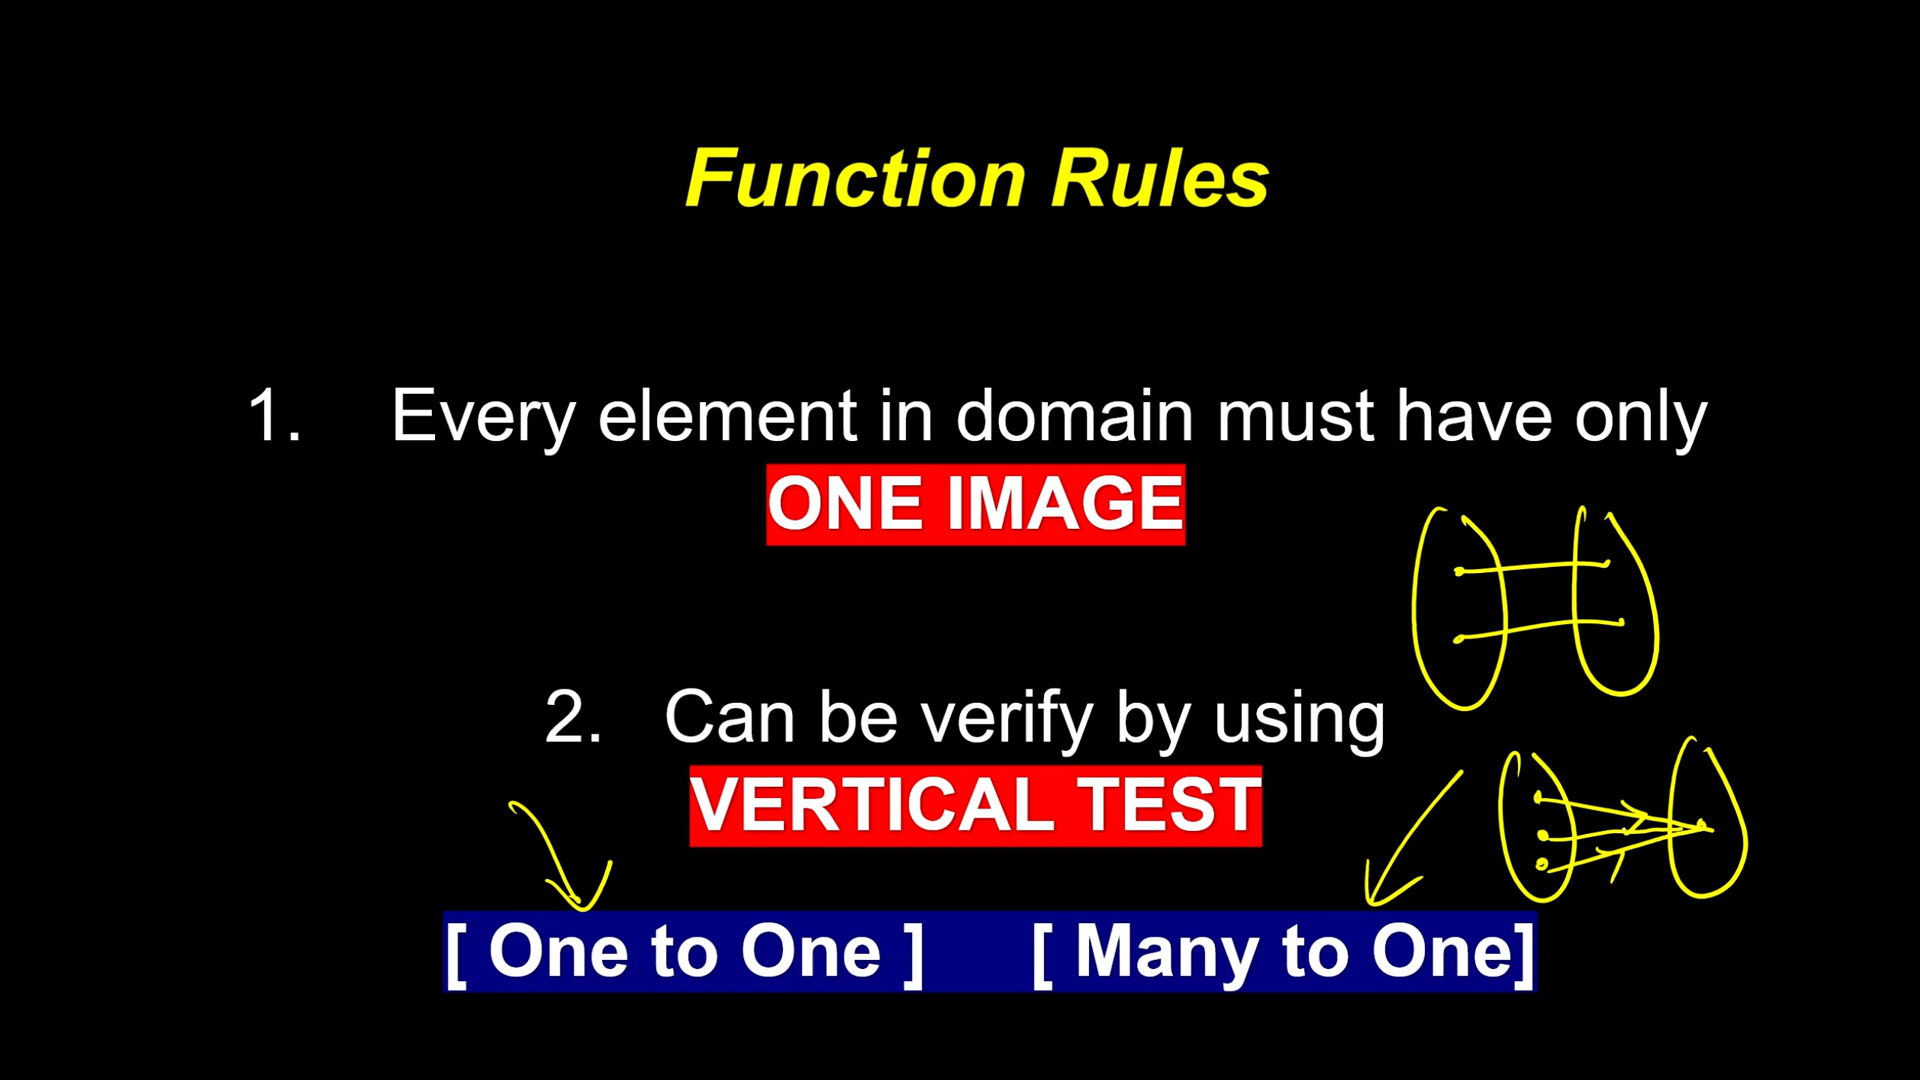 Function Rules
1. Every element in domain must have only
ONE IMAGE
2. Can be verify by using
VERTICAL TEST
[ One to One ] [ Many to One]